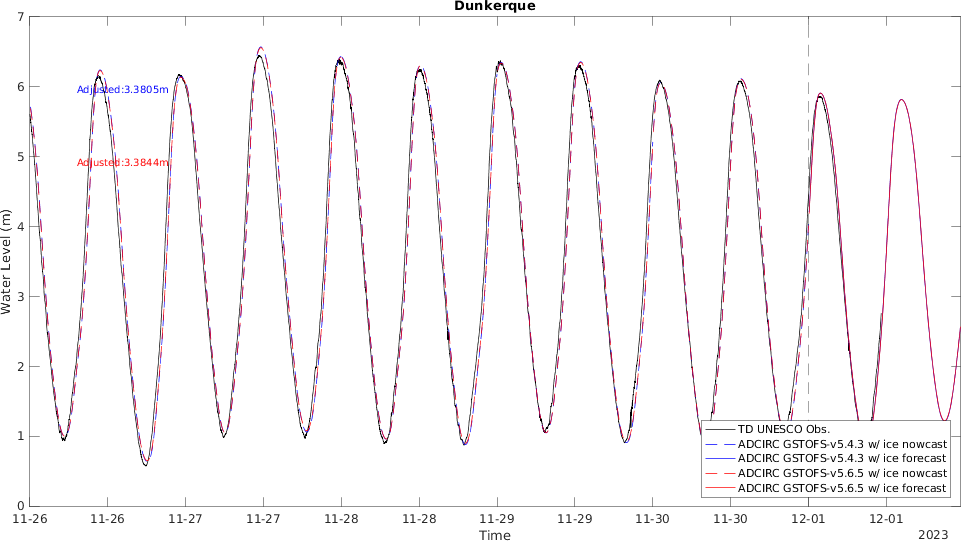 Dunkerque
7
6
5
4
3
2
1
0
Water Level (m)
Adjusted:3.3805m
Adjusted:3.3844m
TD UNESCO Obs.
ADCIRC GSTOFS-v5.4.3 w/ ice nowcast
ADCIRC GSTOFS-v5.4.3 w/ ice forecast
ADCIRC GSTOFS-v5.6.5 w/ ice nowcast
ADCIRC GSTOFS-v5.6.5 w/ ice forecast
11-26 11-26 11-27 11-27 11-28 11-28 11-29 11-29 11-30 11-30 12-01 12-01
Time
2023